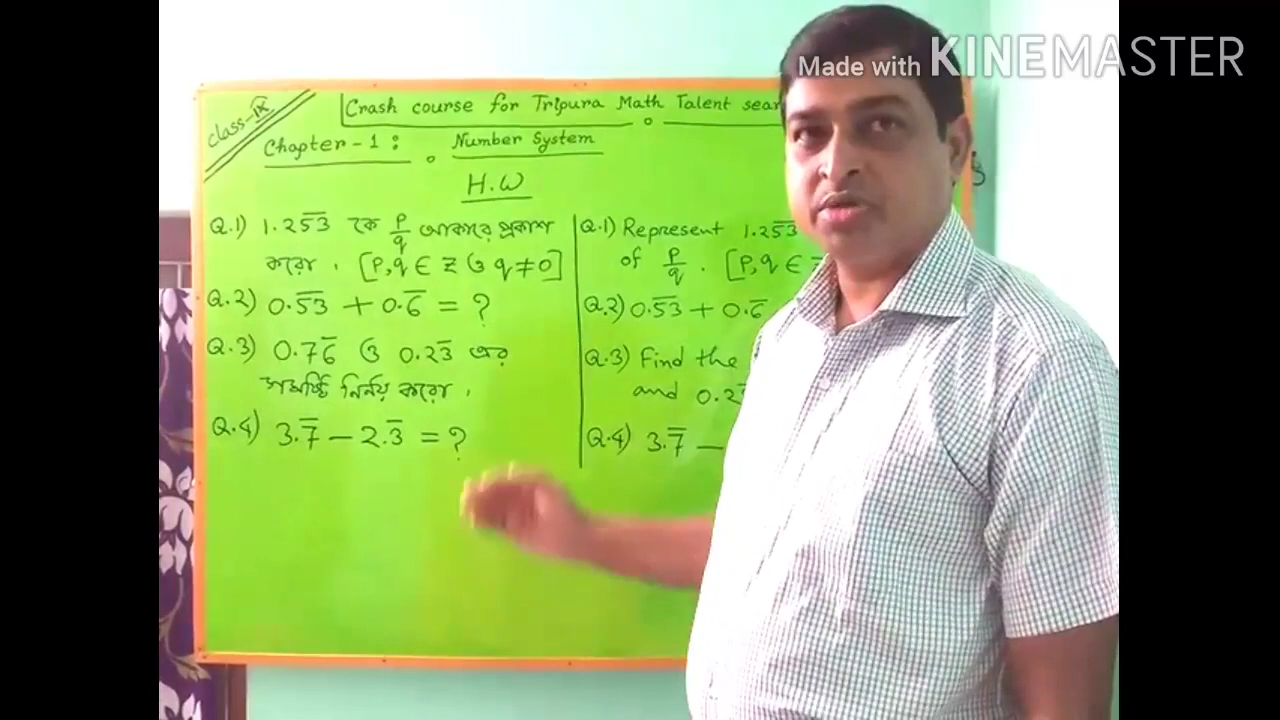 Made with KINEMASTER
Class-IX
Crash course for Tripura Math Talent sear
Chapter-1: Number System
H.W
Q.1) 1.25̅3̅ কে p/q আকারে প্রকাশ
করো. [p,q ∈ Z ও q ≠ 0]
Q.2) 0.5̅3̅ + 0.6̅ = ?
Q.3) 0.76̅ ও 0.23̅ এর
সমষ্টি নির্নয় করো.
Q.4) 3.7̅ – 2.3̅ = ?
Q.1) Represent 1.25̅3̅
of p/q. [p,q ∈ Z
Q.2) 0.5̅3̅ + 0.6̅
Q.3) Find the
and 0.2
Q.4) 3.7̅ –